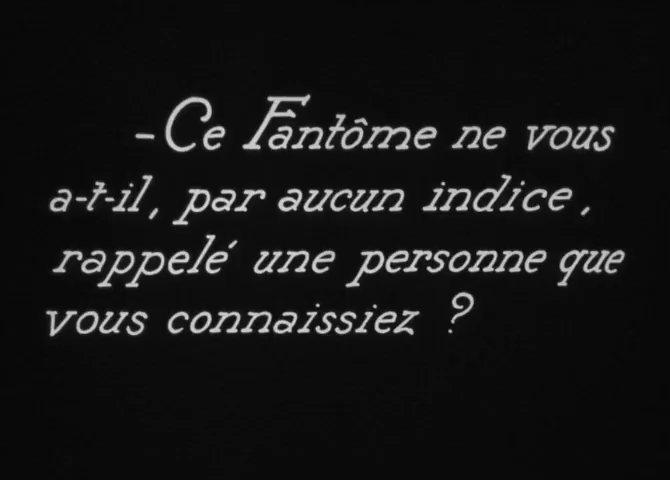 -Ce Fantôme ne vous
a-t-il, par aucun indice,
rappelé une personne que
vous connaissiez ?